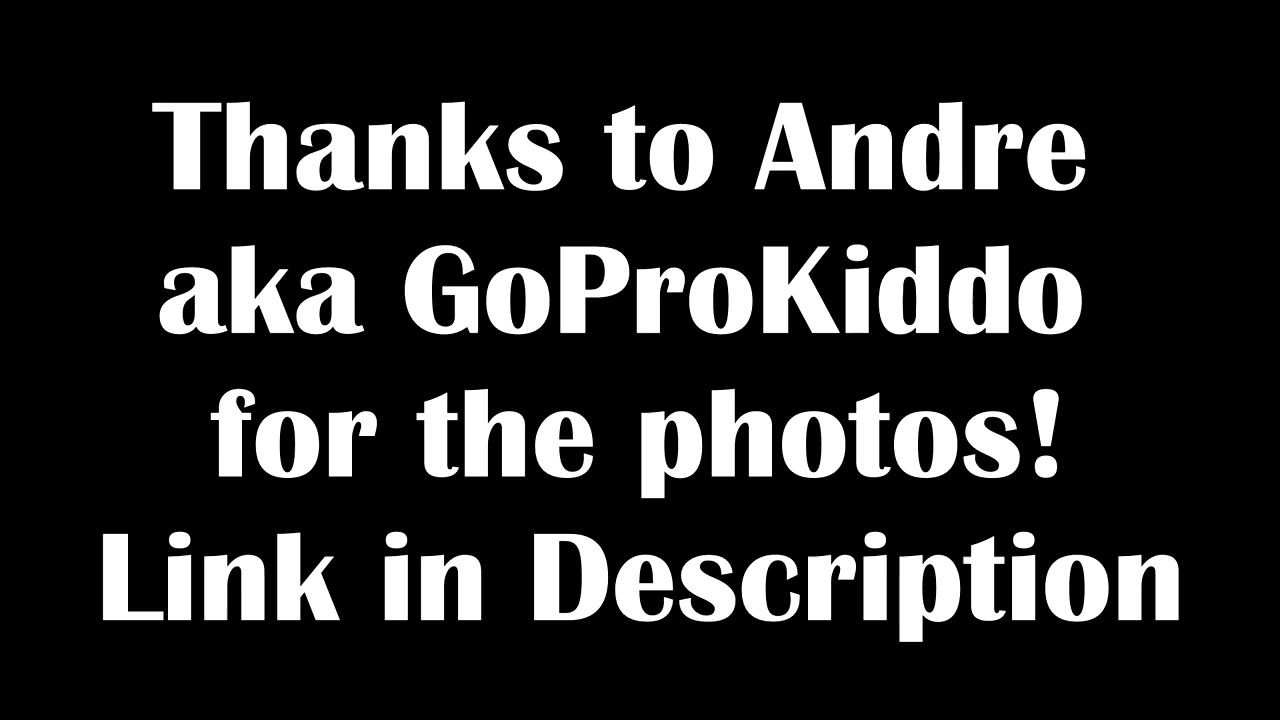 Thanks to Andre
aka GoProKiddo
for the photos!
Link in Description